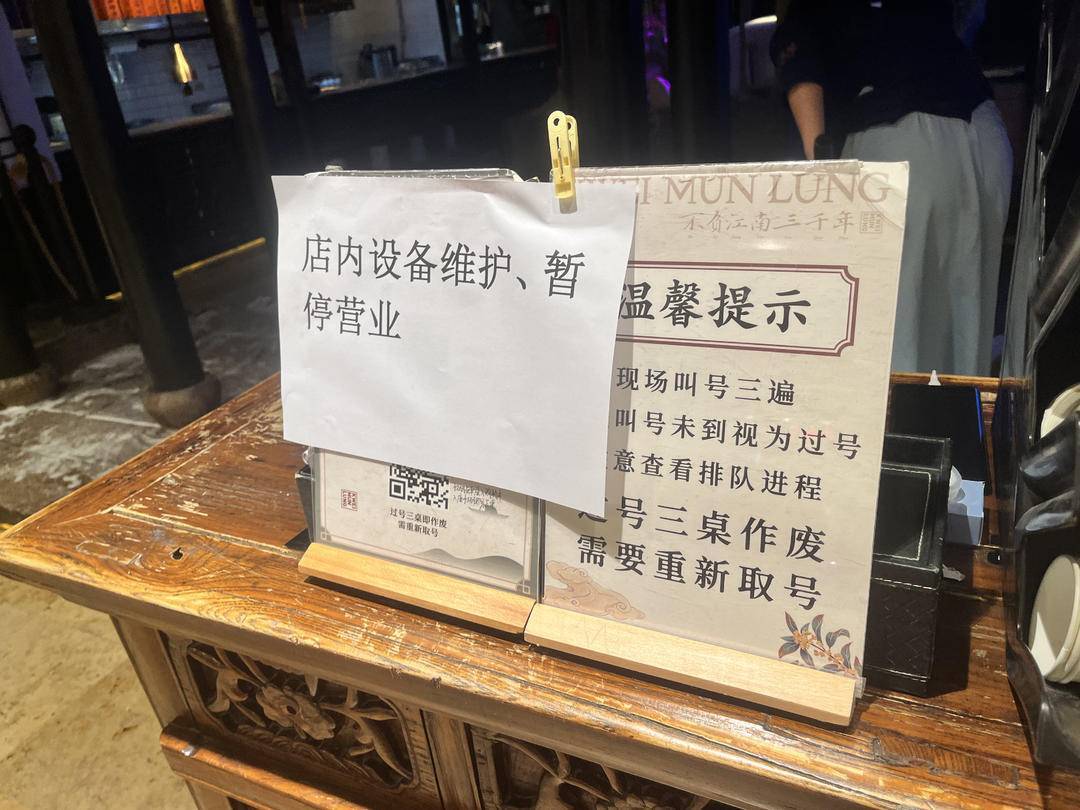 店内设备维护、暂
停营业
MUN LUNG
不负江南三千年
温馨提示
现场叫号三遍
叫号未到视为过号
意查看排队进程
过号三桌作废
需要重新取号
过号三桌即作废
需重新取号